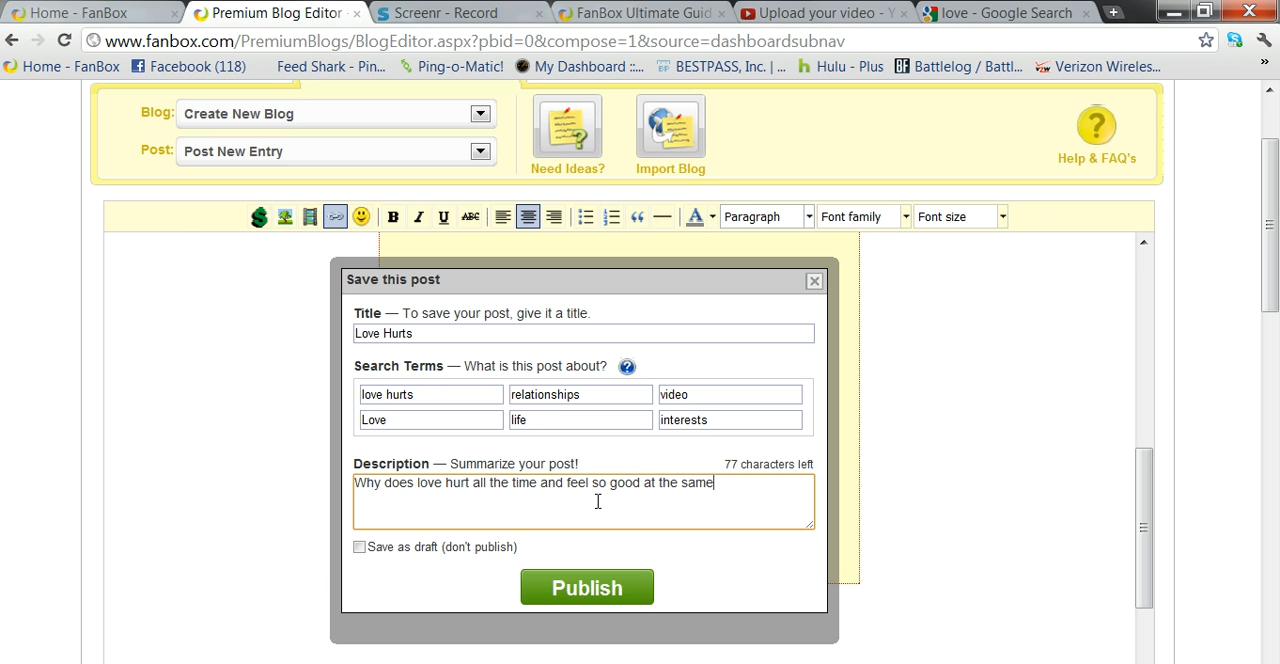 Home - FanBox
Premium Blog Editor -
Screenr - Record
FanBox Ultimate Guid
Upload your video - Y
love - Google Search
www.fanbox.com/PremiumBlogs/BlogEditor.aspx?pbid=0&compose=1&source=dashboardsubnav
Home - FanBox
Facebook (118)
Feed Shark - Pin...
Ping-o-Matic!
My Dashboard ::...
BESTPASS, Inc. | ...
Hulu - Plus
Battlelog / Battl...
Verizon Wireles...
Blog: Create New Blog
Post: Post New Entry
Need Ideas?
Import Blog
Help & FAQ's
B I U ABC
A Paragraph Font family Font size
Save this post
Title — To save your post, give it a title.
Love Hurts
Search Terms — What is this post about?
love hurts relationships video
Love life interests
Description — Summarize your post! 77 characters left
Why does love hurt all the time and feel so good at the same
Save as draft (don't publish)
Publish